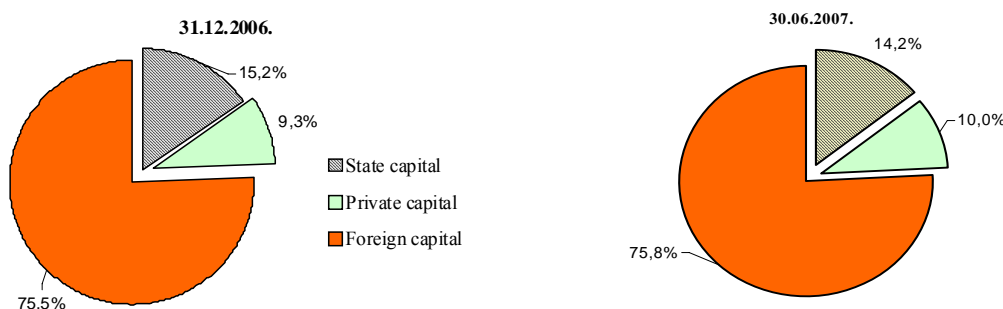 31.12.2006.
15,2%
9,3%
75,5%
State capital
Private capital
Foreign capital
30.06.2007.
14,2%
10,0%
75,8%